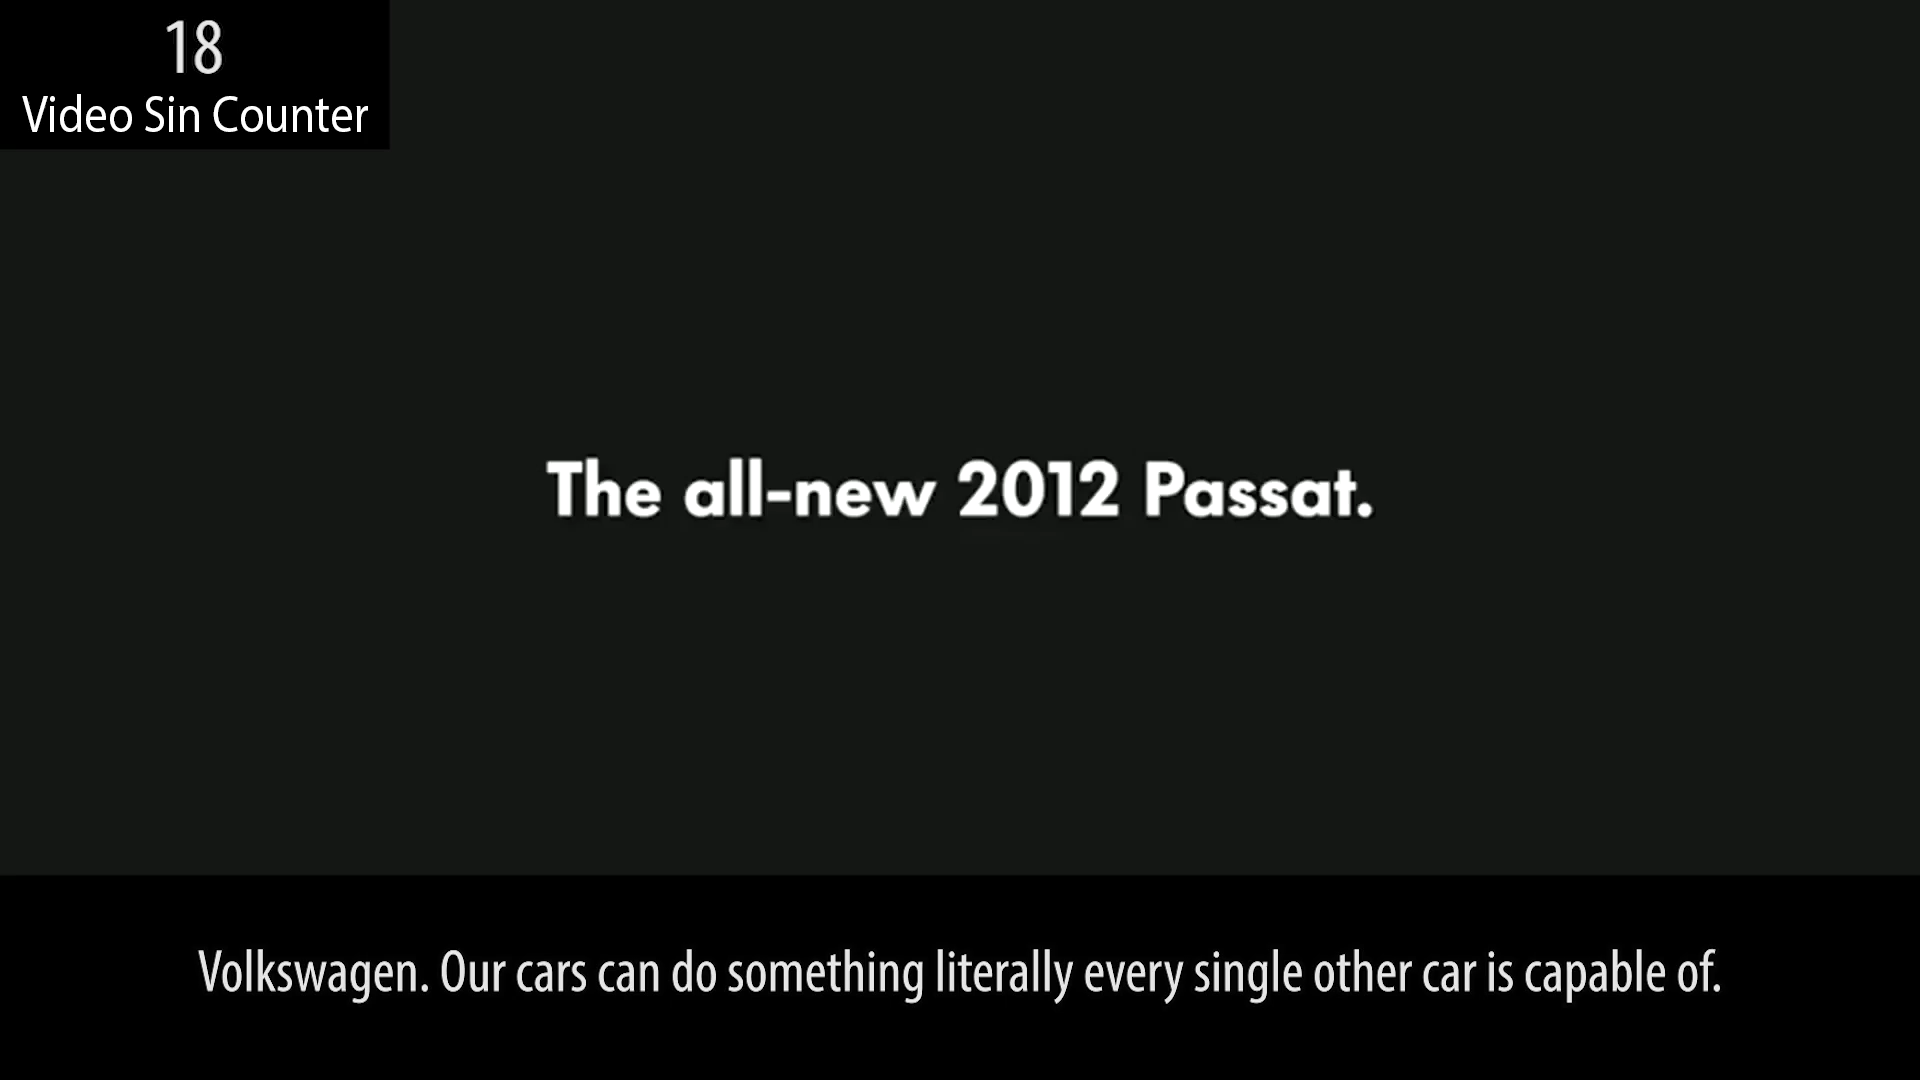 18
Video Sin Counter
The all-new 2012 Passat.
Volkswagen. Our cars can do something literally every single other car is capable of.